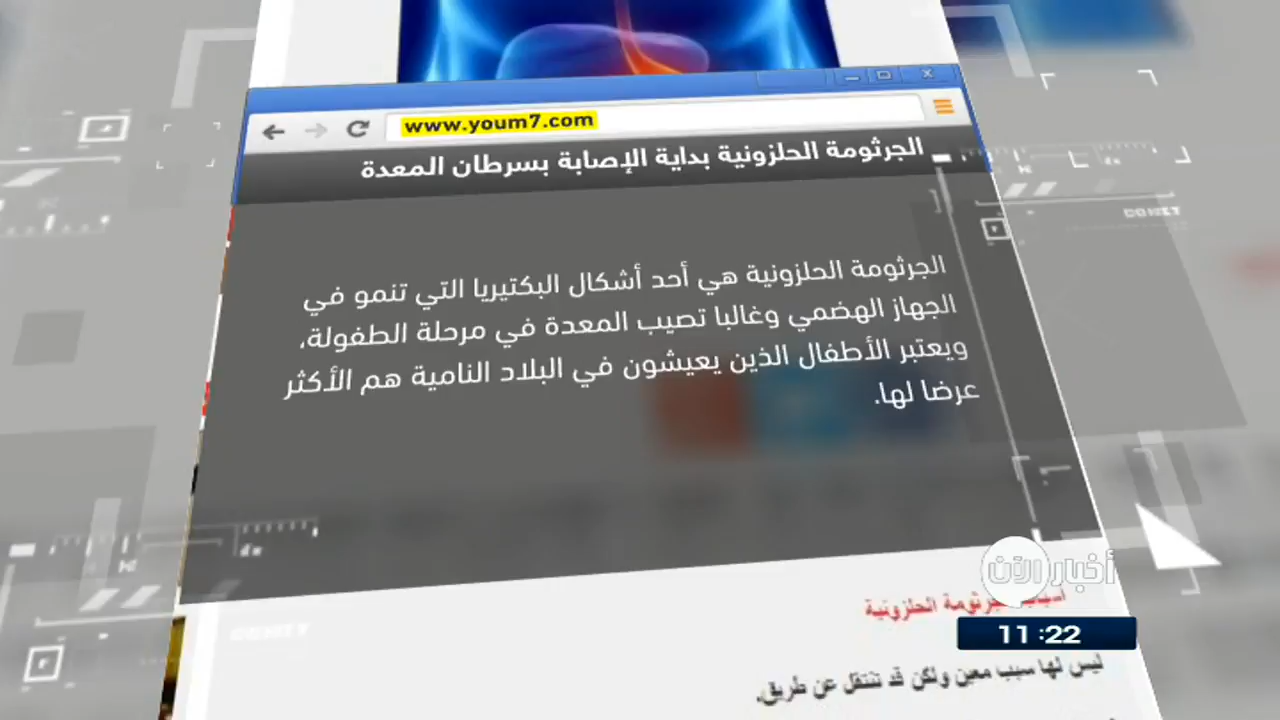 www.youm7.com
الجرثومة الحلزونية بداية الإصابة بسرطان المعدة
الجرثومة الحلزونية هي أحد أشكال البكتيريا التي تنمو في
الجهاز الهضمي وغالبا تصيب المعدة في مرحلة الطفولة،
ويعتبر الأطفال الذين يعيشون في البلاد النامية هم الأكثر
عرضا لها.
أخبار الآن
الحلزونية
11:22
ليس لها سبب معين ولكن قد تنتقل عن طريق.
COMET
COMET